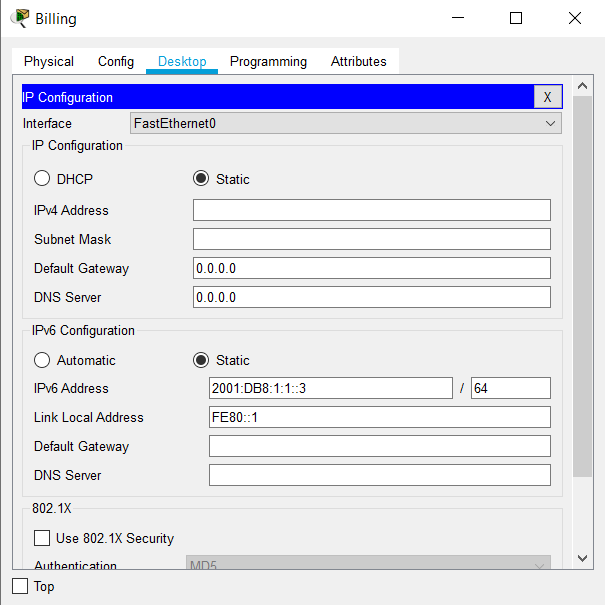 Billing
Physical Config Desktop Programming Attributes
IP Configuration X
Interface FastEthernet0
IP Configuration
DHCP Static
IPv4 Address
Subnet Mask
Default Gateway 0.0.0.0
DNS Server 0.0.0.0
IPv6 Configuration
Automatic Static
IPv6 Address 2001:DB8:1:1::3 / 64
Link Local Address FE80::1
Default Gateway
DNS Server
802.1X
Use 802.1X Security
Authentication MD5
Top